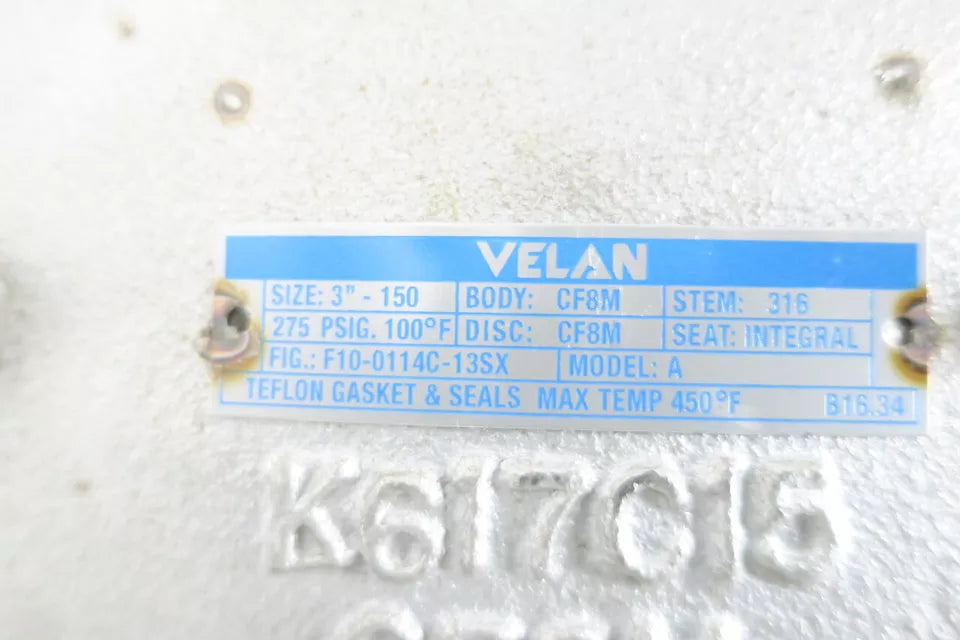 VELAN
SIZE: 3" - 150 BODY: CF8M STEM: 316
275 PSIG. 100°F DISC: CF8M SEAT: INTEGRAL
FIG.: F10-0114C-13SX MODEL: A
TEFLON GASKET & SEALS MAX TEMP 450°F B16.34
K617C15